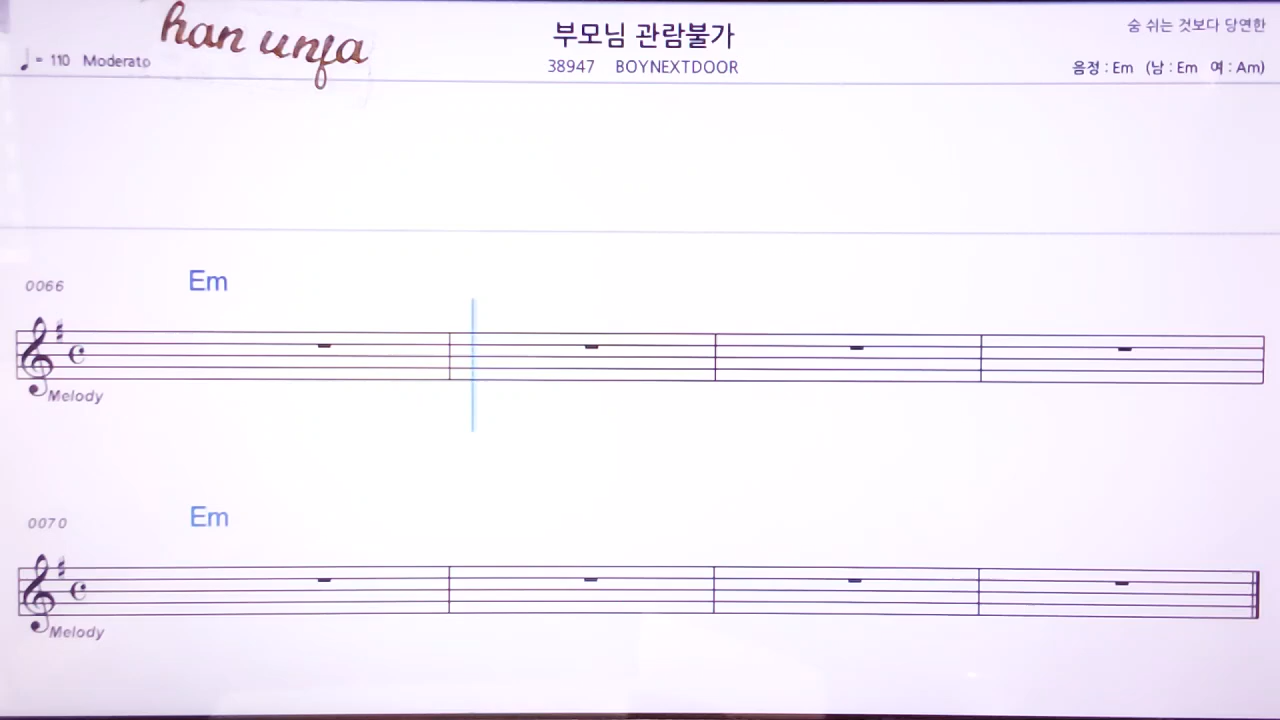 han unfa
부모님 관람불가
숨 쉬는 것보다 당연한
♩ = 110 Moderato
38947 BOYNEXTDOOR
음정 : Em (남 : Em 여 : Am)
0066 Em
Melody
0070 Em
Melody